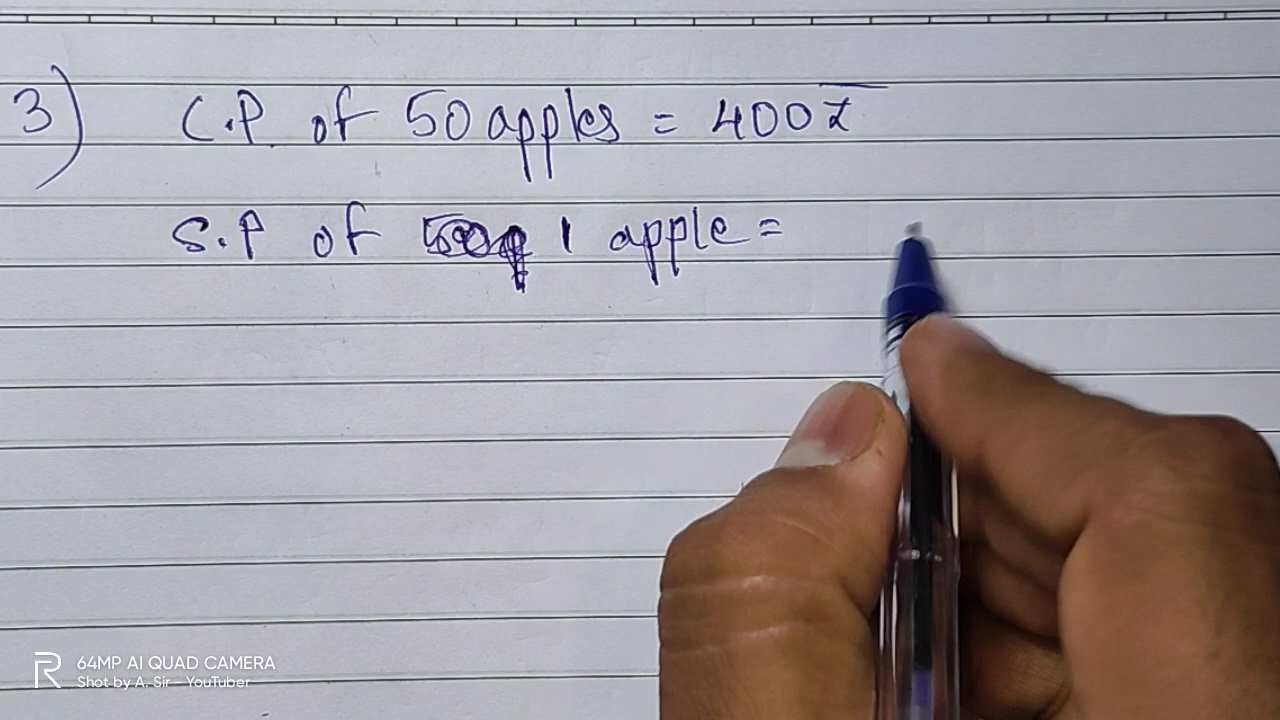 3) C.P. of 50 apples = 400₹
S.P of 1 apple =
64MP AI QUAD CAMERA
Shot by A. Sir - YouTuber